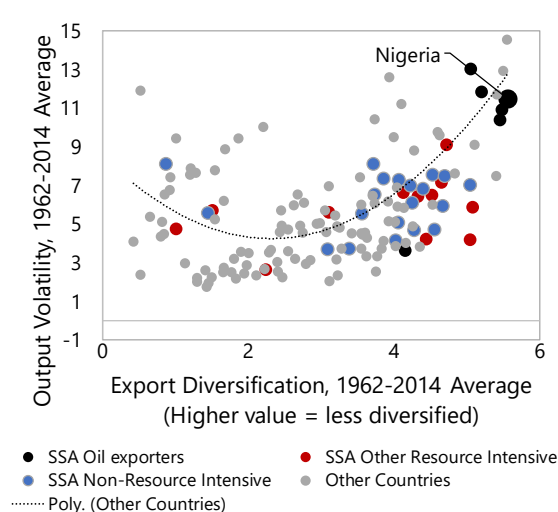 15
13
11
9
7
5
3
1
-1
Output Volatility, 1962-2014 Average
Nigeria
0 2 4 6
Export Diversification, 1962-2014 Average
(Higher value = less diversified)
SSA Oil exporters SSA Other Resource Intensive
SSA Non-Resource Intensive Other Countries
Poly. (Other Countries)